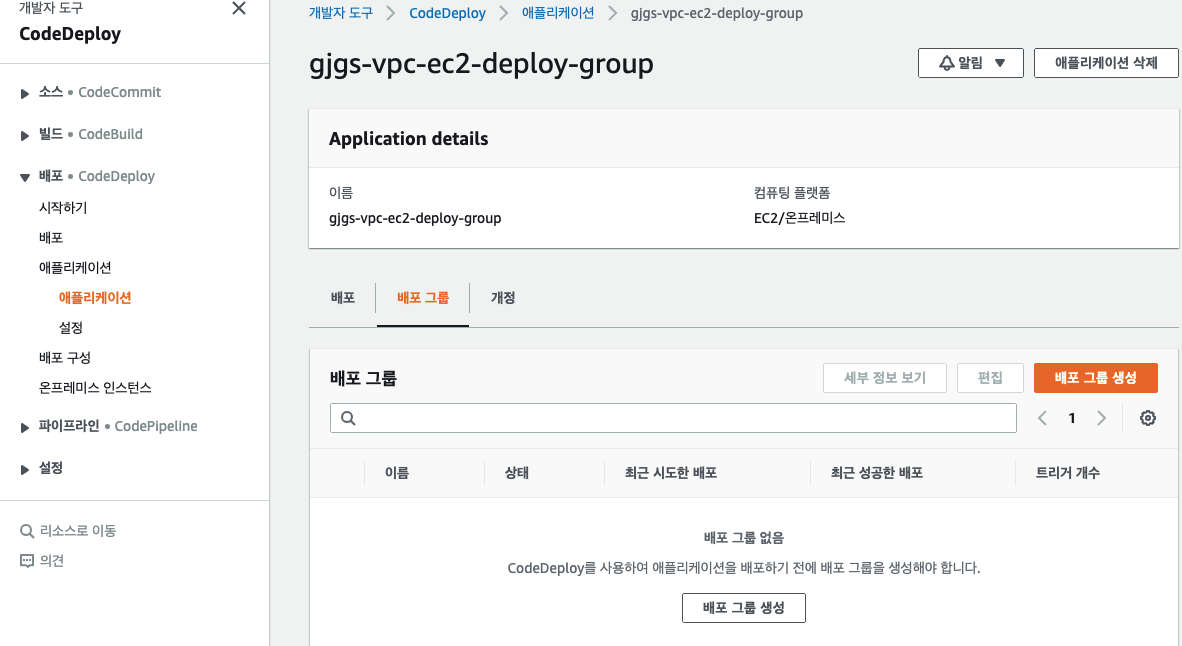 개발자 도구
CodeDeploy
소스 • CodeCommit
빌드 • CodeBuild
배포 • CodeDeploy
시작하기
배포
애플리케이션
애플리케이션
설정
배포 구성
온프레미스 인스턴스
파이프라인 • CodePipeline
설정
리소스로 이동
의견
개발자 도구 > CodeDeploy > 애플리케이션 > gjgs-vpc-ec2-deploy-group
gjgs-vpc-ec2-deploy-group
알림 ▼
애플리케이션 삭제
Application details
이름
gjgs-vpc-ec2-deploy-group
컴퓨팅 플랫폼
EC2/온프레미스
배포 배포 그룹 개정
배포 그룹
세부 정보 보기 편집 배포 그룹 생성
1
이름 상태 최근 시도한 배포 최근 성공한 배포 트리거 개수
배포 그룹 없음
CodeDeploy를 사용하여 애플리케이션을 배포하기 전에 배포 그룹을 생성해야 합니다.
배포 그룹 생성